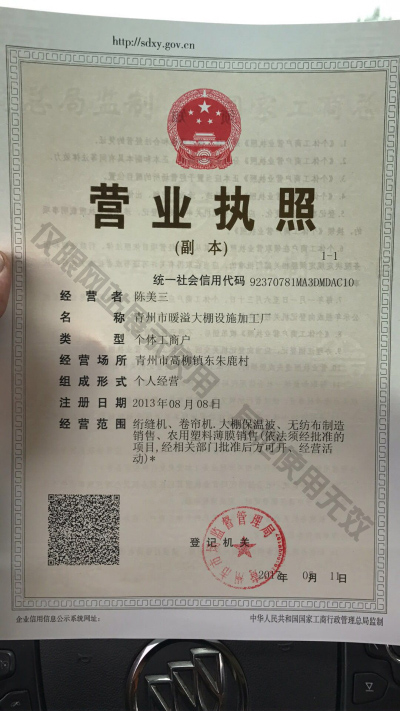 http://sdxy.gov.cn
营业执照
(副 本)
1-1
统一社会信用代码 92370781MA3DMDAC10
经营者 陈美三
名称 青州市暖溢大棚设施加工厂
类型 个体工商户
经营场所 青州市高柳镇东朱鹿村
组成形式 个人经营
注册日期 2013年08月08日
经营范围 绗缝机、卷帘机.大棚保温被、无纺布制造
销售、农用塑料薄膜销售(依法须经批准的
项目,经相关部门批准后方可开、经营活
动)*
登记机关
年 月 11日
企业信用信息公示系统网址:
中华人民共和国国家工商行政管理总局监制